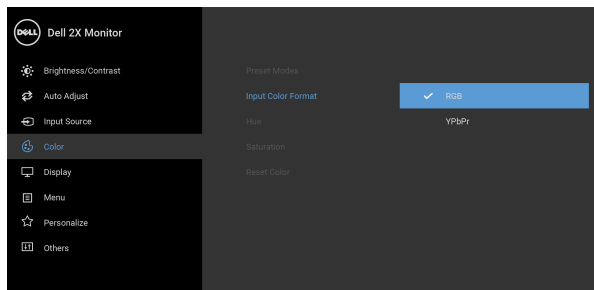 DELL Dell 2X Monitor
Brightness/Contrast
Auto Adjust
Input Source
Color
Display
Menu
Personalize
Others
Preset Modes
Input Color Format
Hue
Saturation
Reset Color
RGB
YPbPr